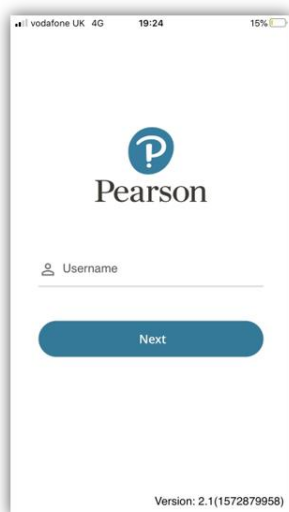 vodafone UK 4G 19:24 15%
Pearson
Username
Next
Version: 2.1(1572879958)